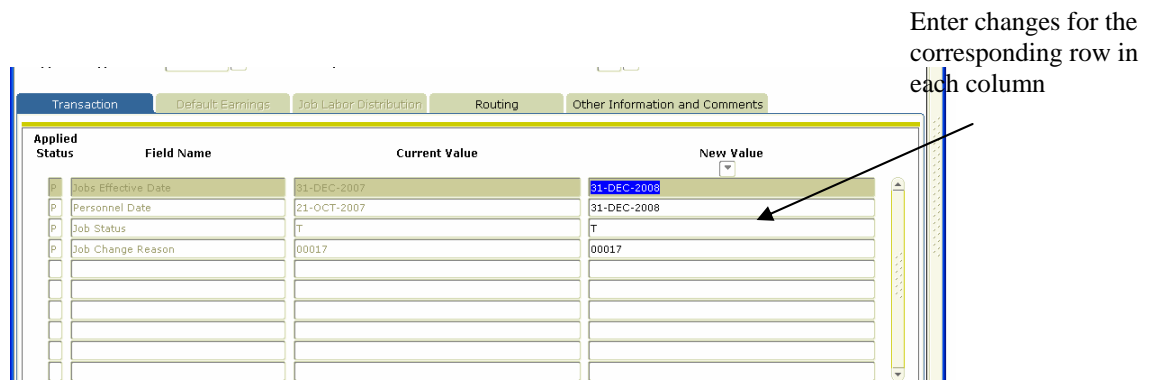 Enter changes for the
corresponding row in
each column
Transaction Default Earnings Job Labor Distribution Routing Other Information and Comments
Applied
Status Field Name Current Value New Value
P Jobs Effective Date 31-DEC-2007 31-DEC-2008
P Personnel Date 21-OCT-2007 31-DEC-2008
P Job Status T T
P Job Change Reason 00017 00017